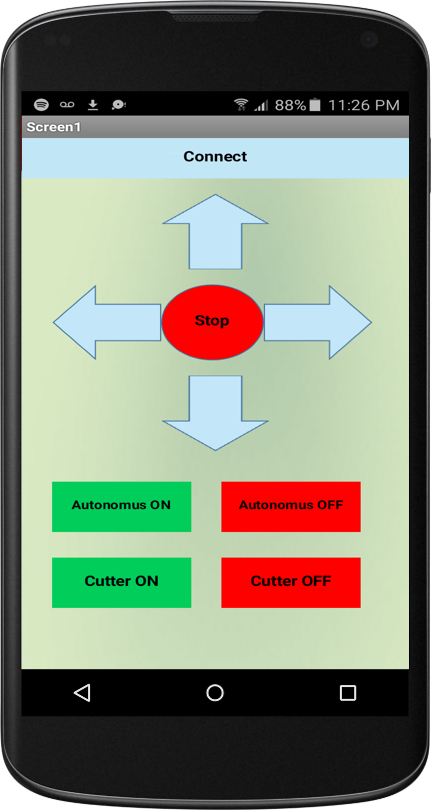 88% 11:26 PM
Screen1
Connect
Stop
Autonomus ON Autonomus OFF
Cutter ON Cutter OFF